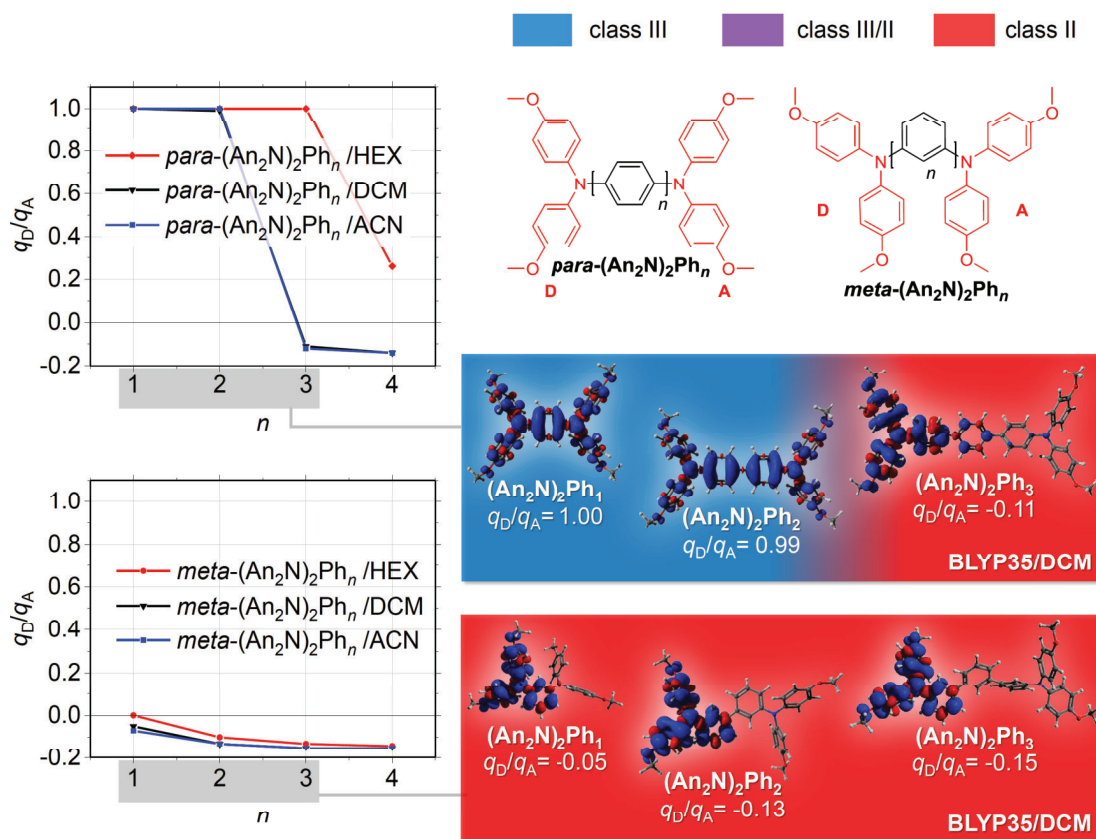 class III
class III/II
class II
1.0
0.8
0.6
0.4
0.2
0.0
-0.2
qD/qA
para-(An2N)2Phn /HEX
para-(An2N)2Phn /DCM
para-(An2N)2Phn /ACN
1 2 3 4
n
O O
N N
n
O O
para-(An2N)2Phn
D A
O O
N N
n
D A
O O
meta-(An2N)2Phn
(An2N)2Ph1
qD/qA= 1.00
(An2N)2Ph2
qD/qA= 0.99
(An2N)2Ph3
qD/qA= -0.11
BLYP35/DCM
1.0
0.8
0.6
0.4
0.2
0.0
-0.2
qD/qA
meta-(An2N)2Phn /HEX
meta-(An2N)2Phn /DCM
meta-(An2N)2Phn /ACN
1 2 3 4
n
(An2N)2Ph1
qD/qA= -0.05
(An2N)2Ph2
qD/qA= -0.13
(An2N)2Ph3
qD/qA= -0.15
BLYP35/DCM